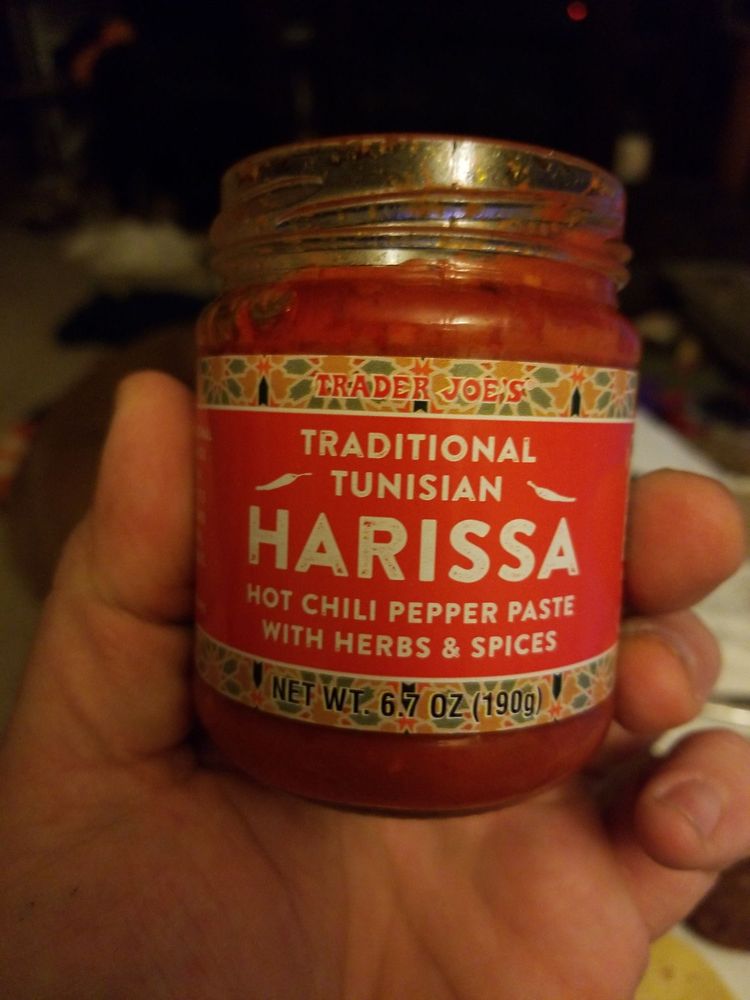 TRADER JOE'S
TRADITIONAL
TUNISIAN
HARISSA
HOT CHILI PEPPER PASTE
WITH HERBS & SPICES
NET WT. 6.7 OZ (190g)